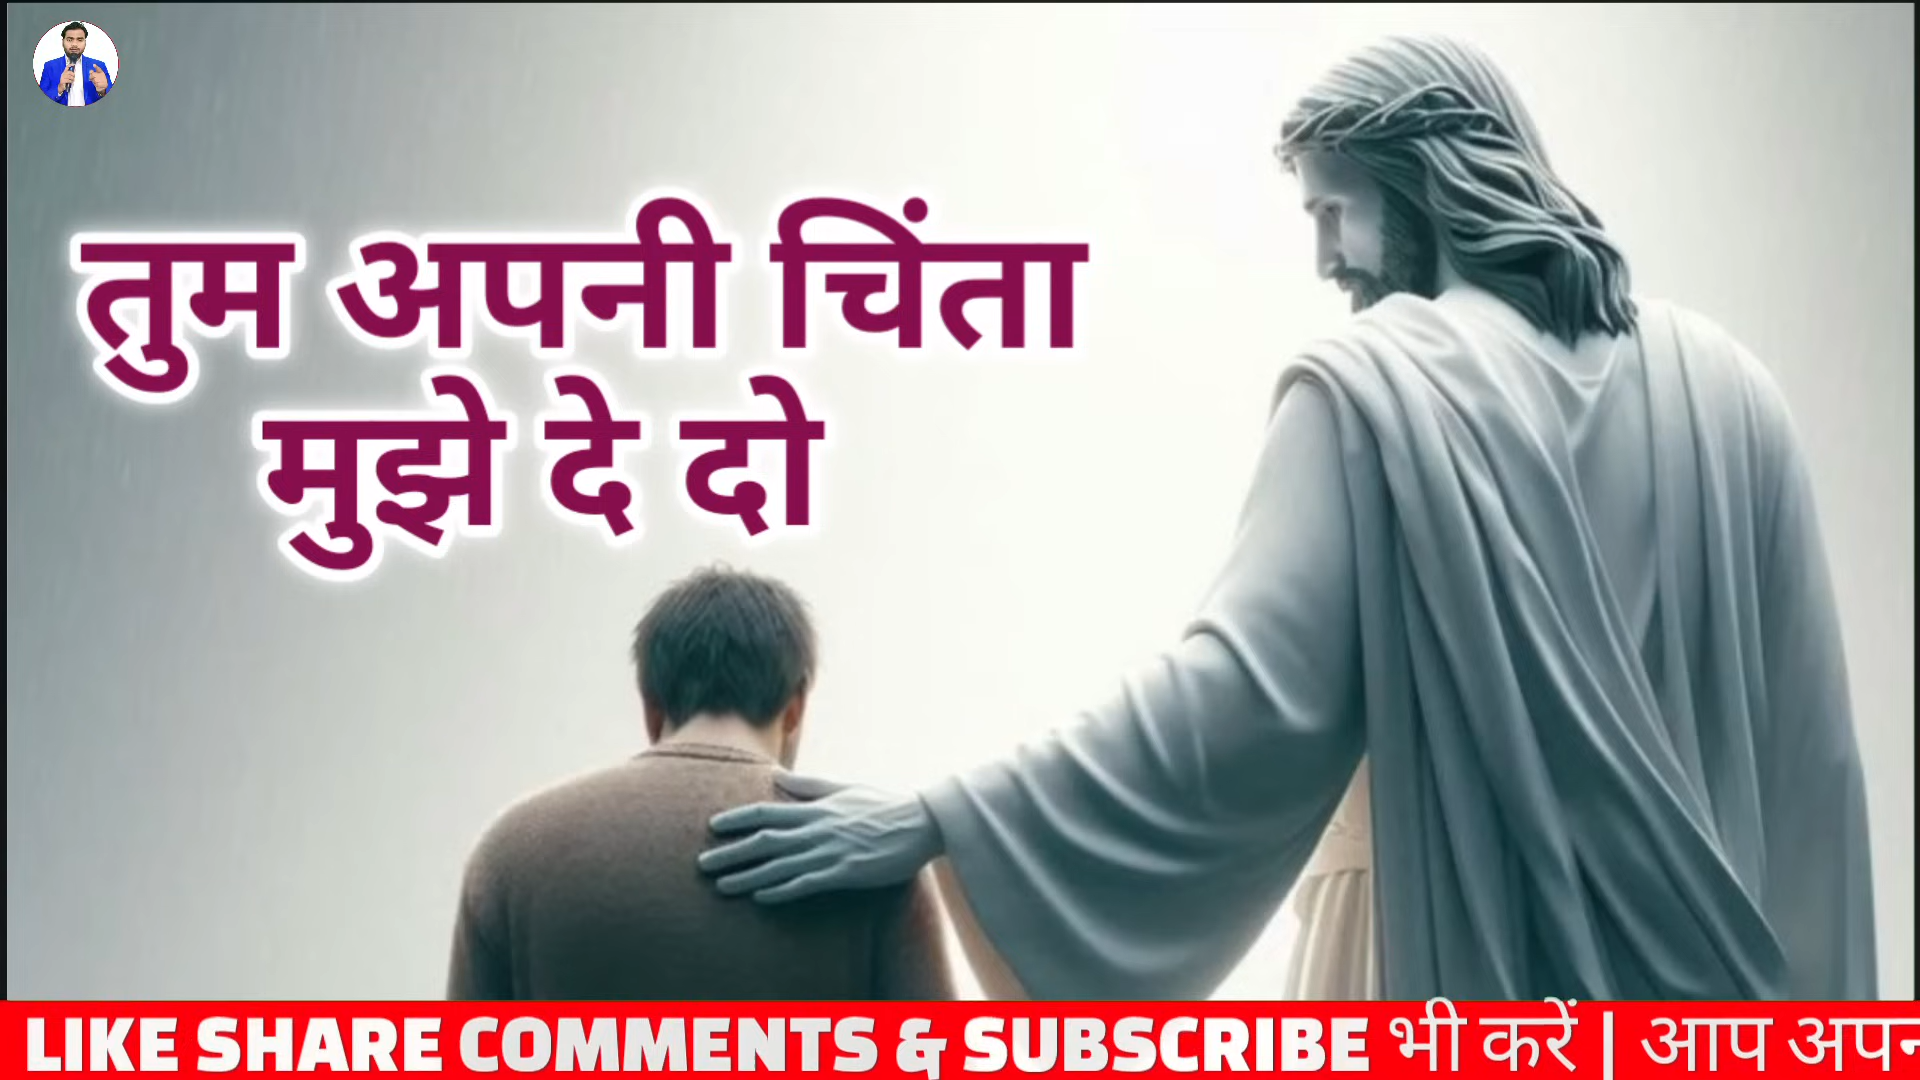 तुम अपनी चिंता
मुझे दे दो
LIKE SHARE COMMENTS & SUBSCRIBE भी करें | आप